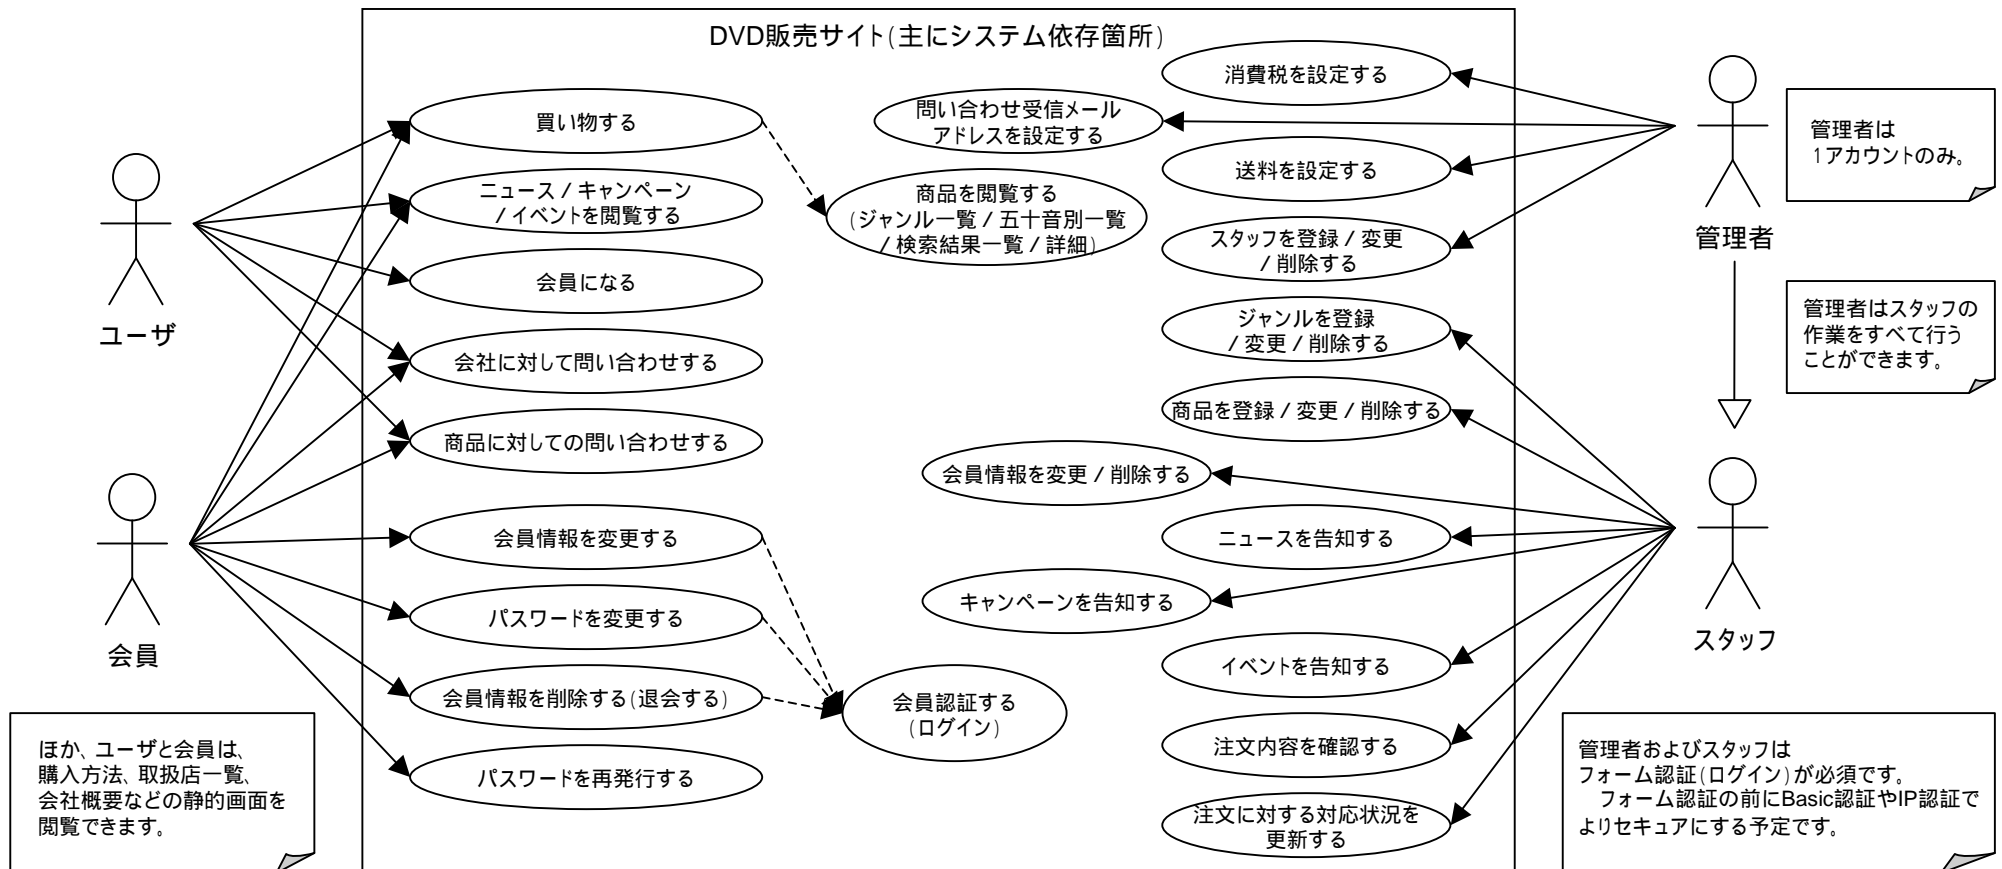 DVD販売サイト(主にシステム依存箇所)
買い物する
ニュース / キャンペーン
/ イベントを閲覧する
会員になる
会社に対して問い合わせする
商品に対しての問い合わせする
会員情報を変更する
パスワードを変更する
会員情報を削除する(退会する)
パスワードを再発行する
商品を閲覧する
(ジャンル一覧 / 五十音別一覧
/ 検索結果一覧 / 詳細)
会員認証する
(ログイン)
消費税を設定する
問い合わせ受信メール
アドレスを設定する
送料を設定する
スタッフを登録 / 変更
/ 削除する
ジャンルを登録
/ 変更 / 削除する
商品を登録 / 変更 / 削除する
会員情報を変更 / 削除する
ニュースを告知する
キャンペーンを告知する
イベントを告知する
注文内容を確認する
注文に対する対応状況を
更新する
ユーザ
会員
管理者
スタッフ
管理者は
1アカウントのみ。
管理者はスタッフの
作業をすべて行う
ことができます。
ほか、ユーザと会員は、
購入方法、取扱店一覧、
会社概要などの静的画面を
閲覧できます。
管理者およびスタッフは
フォーム認証(ログイン)が必須です。
フォーム認証の前にBasic認証やIP認証で
よりセキュアにする予定です。